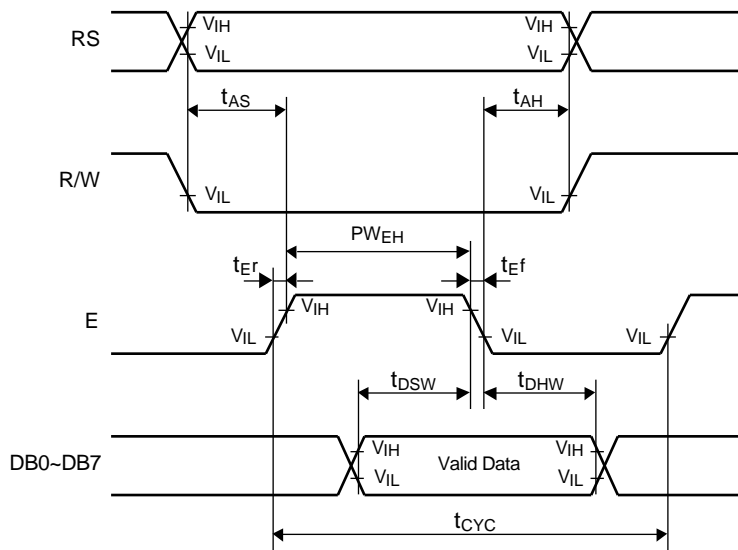 RS
VIH
VIL
VIH
VIL
tAS
tAH
R/W
VIL
VIL
PWEH
tEr
tEf
E
VIL
VIH
VIH
VIL
VIL
tDSW
tDHW
DB0~DB7
VIH
VIL
Valid Data
VIH
VIL
tCYC